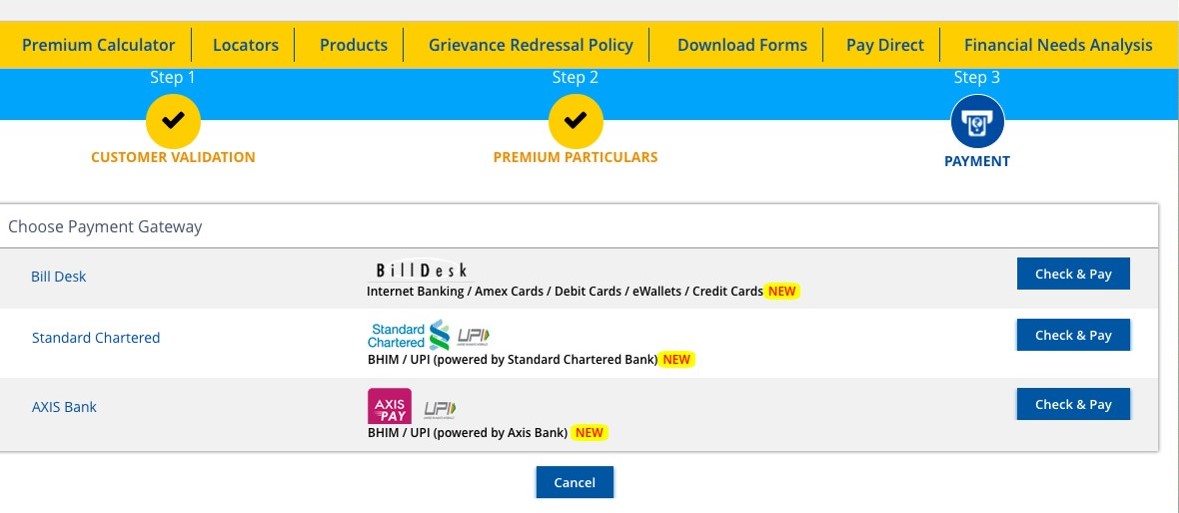 Premium Calculator Locators Products Grievance Redressal Policy Download Forms Pay Direct Financial Needs Analysis
Step 1 Step 2 Step 3
CUSTOMER VALIDATION PREMIUM PARTICULARS PAYMENT
Choose Payment Gateway
Bill Desk BillDesk Check & Pay
Internet Banking / Amex Cards / Debit Cards / eWallets / Credit Cards NEW
Standard Chartered Standard Chartered UPI Check & Pay
BHIM / UPI (powered by Standard Chartered Bank) NEW
AXIS Bank AXIS PAY UPI Check & Pay
BHIM / UPI (powered by Axis Bank) NEW
Cancel